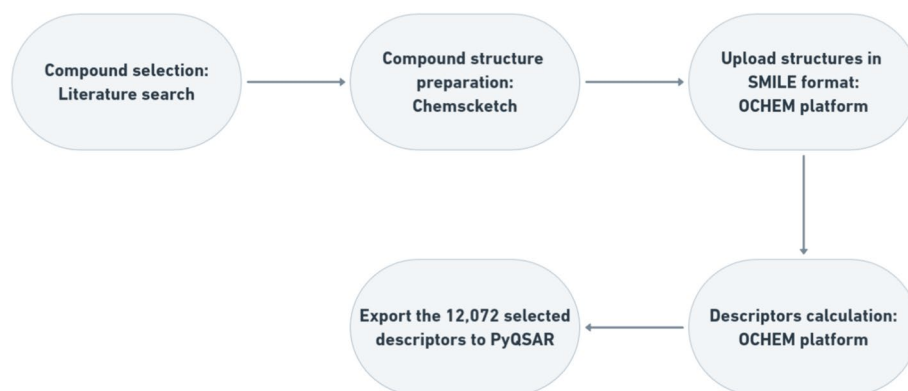 Compound selection:
Literature search
Compound structure
preparation:
Chemscketch
Upload structures in
SMILE format:
OCHEM platform
Descriptors calculation:
OCHEM platform
Export the 12,072 selected
descriptors to PyQSAR